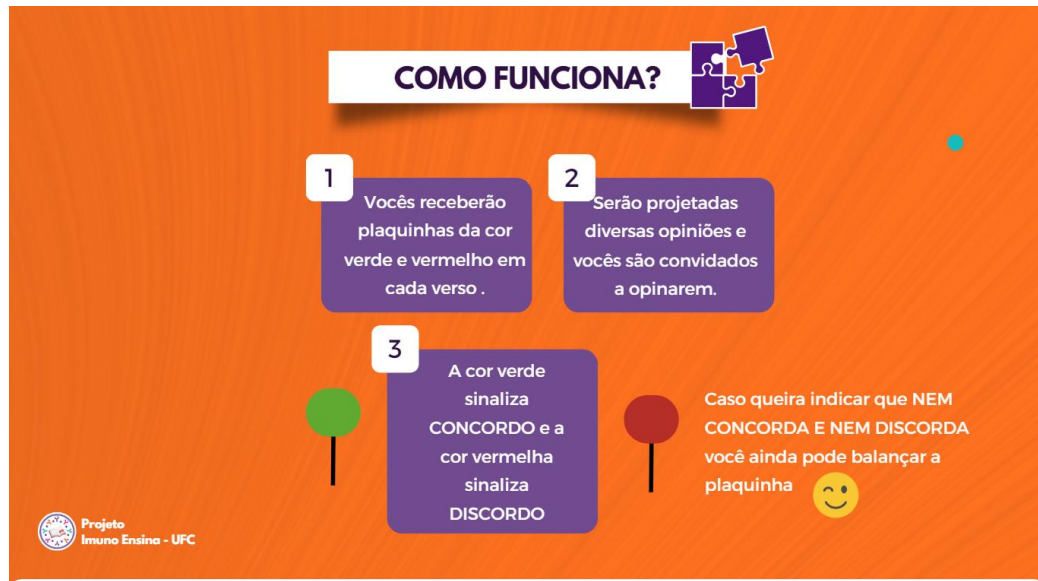 COMO FUNCIONA?
1
Vocês receberão
plaquinhas da cor
verde e vermelho em
cada verso .
2
Serão projetadas
diversas opiniões e
vocês são convidados
a opinarem.
3
A cor verde
sinaliza
CONCORDO e a
cor vermelha
sinaliza
DISCORDO
Caso queira indicar que NEM
CONCORDA E NEM DISCORDA
você ainda pode balançar a
plaquinha
Projeto
Imuno Ensina - UFC